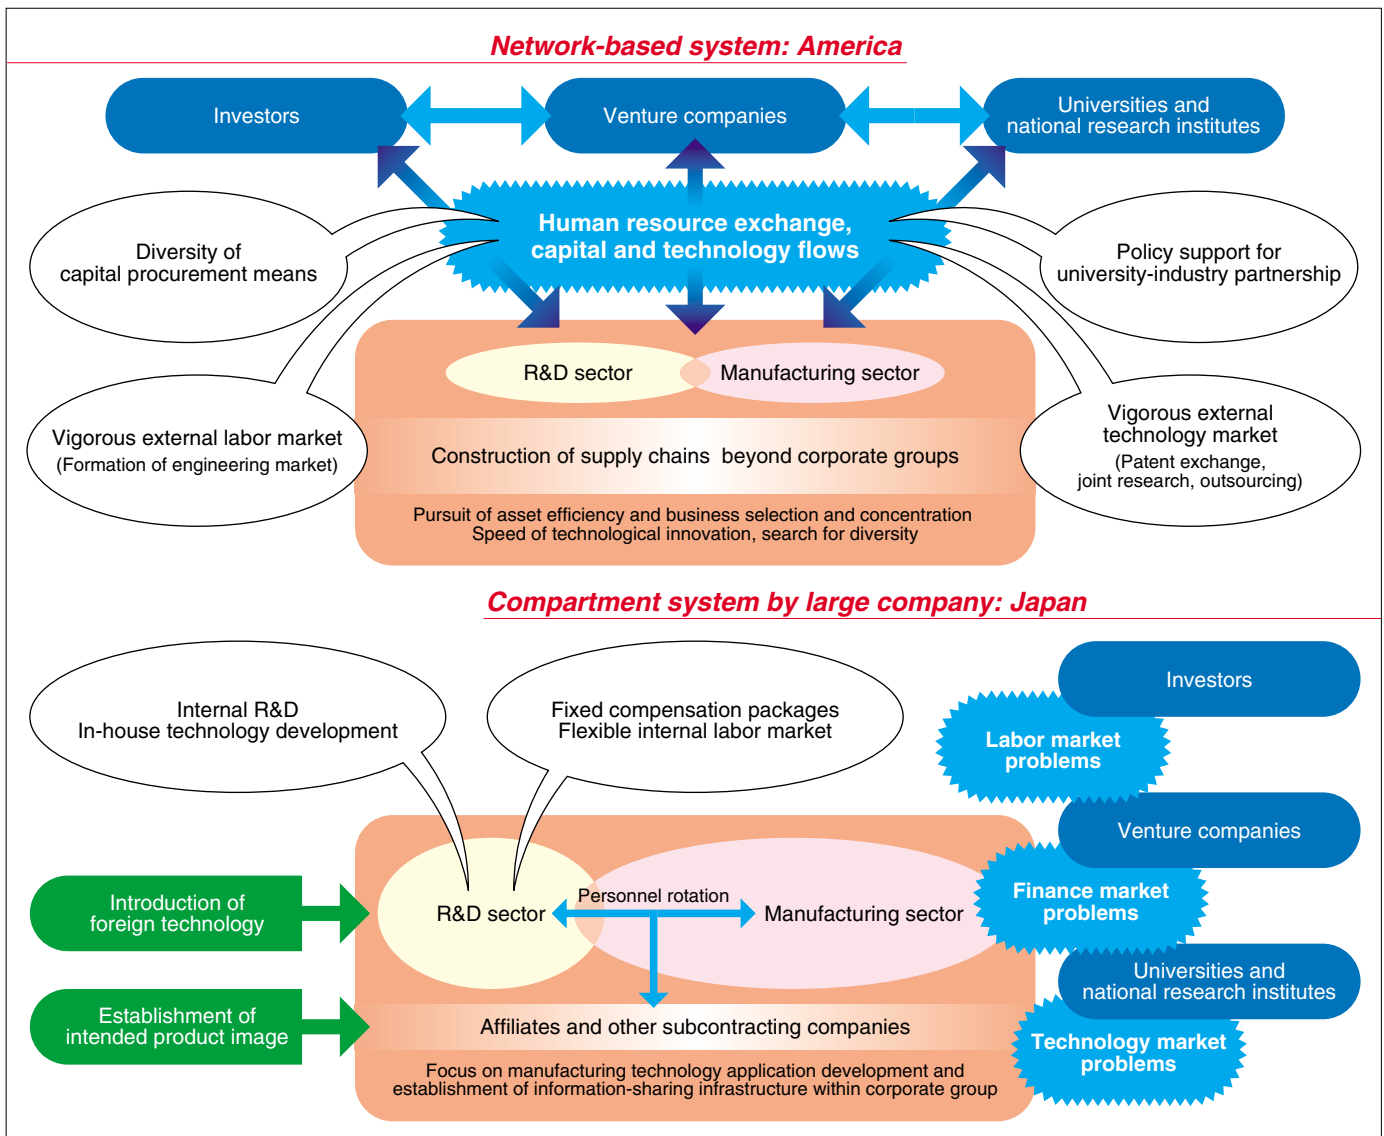 Network-based system: America
Investors
Venture companies
Universities and
national research institutes
Human resource exchange,
capital and technology flows
Diversity of
capital procurement means
Policy support for
university-industry partnership
R&D sector
Manufacturing sector
Vigorous external labor market
(Formation of engineering market)
Vigorous external
technology market
(Patent exchange,
joint research, outsourcing)
Construction of supply chains beyond corporate groups
Pursuit of asset efficiency and business selection and concentration
Speed of technological innovation, search for diversity
Compartment system by large company: Japan
Internal R&D
In-house technology development
Fixed compensation packages
Flexible internal labor market
Investors
Labor market
problems
Venture companies
Finance market
problems
Introduction of
foreign technology
R&D sector
Personnel rotation
Manufacturing sector
Universities and
national research institutes
Establishment of
intended product image
Affiliates and other subcontracting companies
Technology market
problems
Focus on manufacturing technology application development and
establishment of information-sharing infrastructure within corporate group